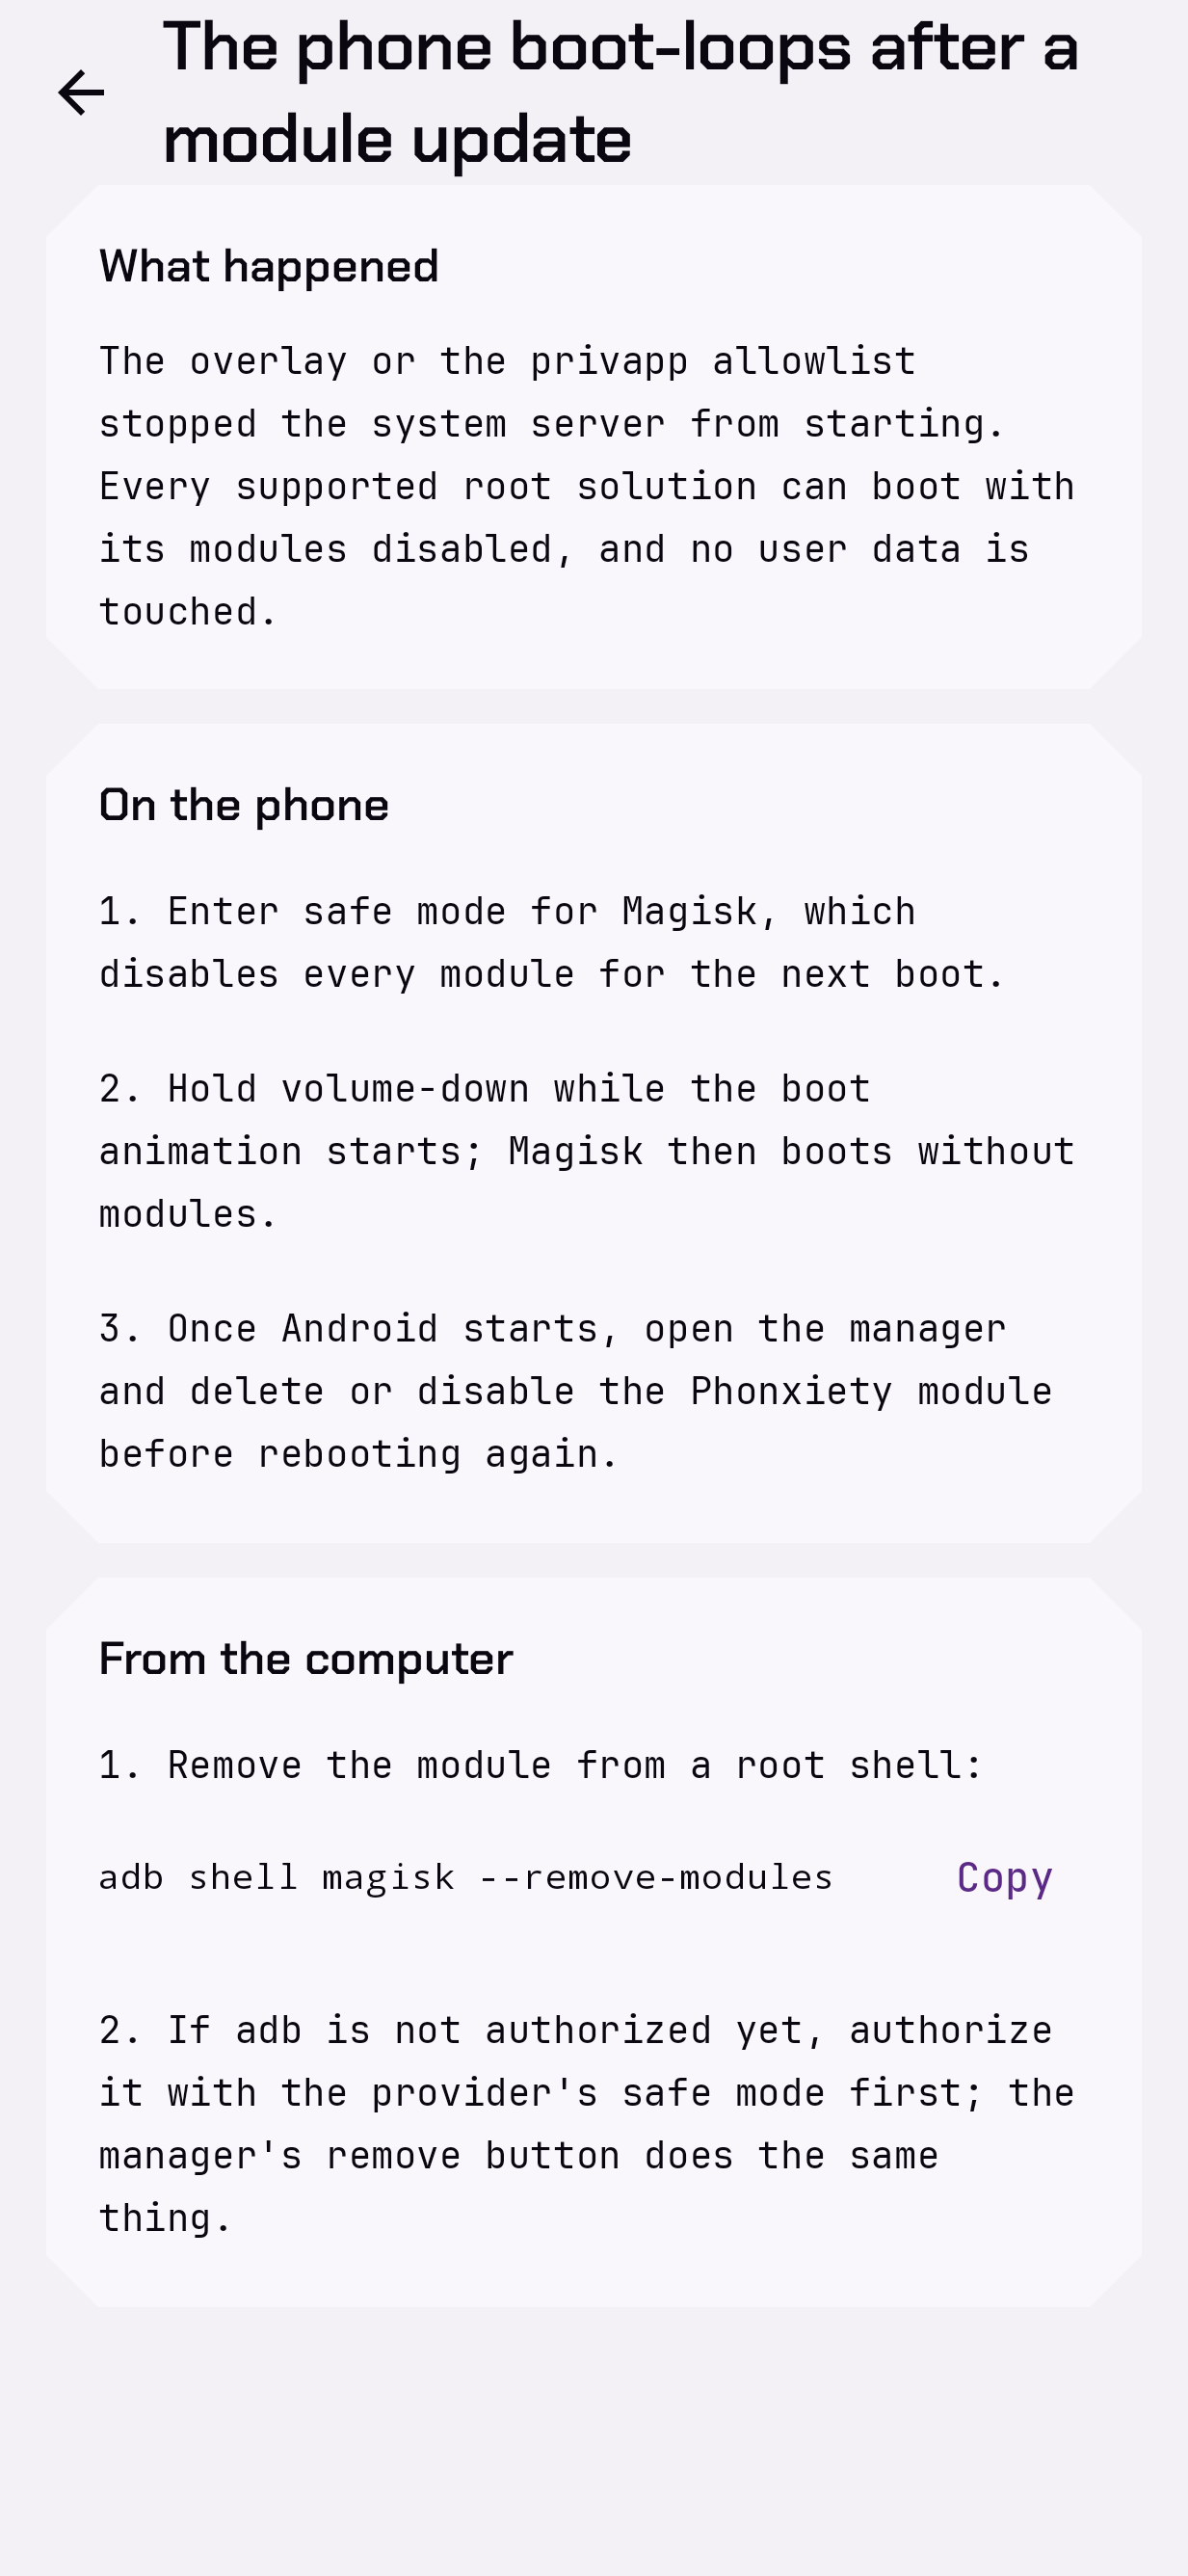 The phone boot-loops after a
module update
What happened
The overlay or the privapp allowlist
stopped the system server from starting.
Every supported root solution can boot with
its modules disabled, and no user data is
touched.
On the phone
1. Enter safe mode for Magisk, which
disables every module for the next boot.
2. Hold volume-down while the boot
animation starts; Magisk then boots without
modules.
3. Once Android starts, open the manager
and delete or disable the Phonxiety module
before rebooting again.
From the computer
1. Remove the module from a root shell:
adb shell magisk --remove-modules Copy
2. If adb is not authorized yet, authorize
it with the provider's safe mode first; the
manager's remove button does the same
thing.